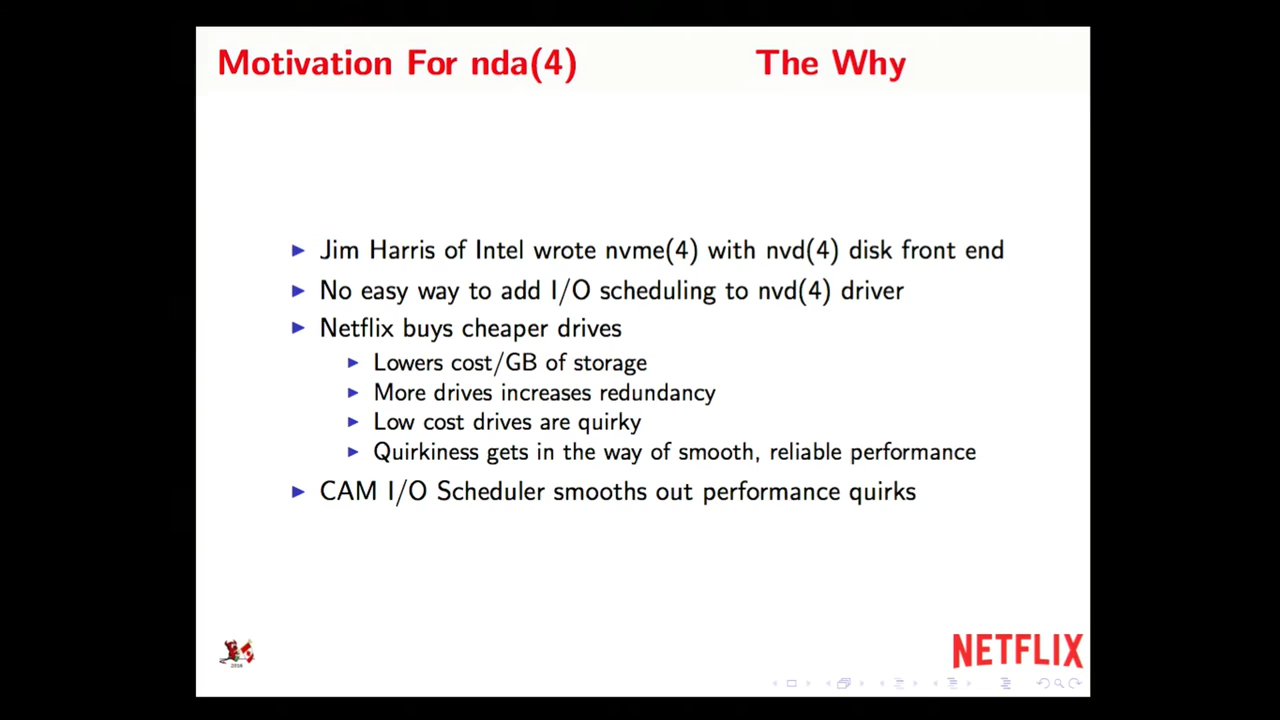 Motivation For nda(4) The Why
Jim Harris of Intel wrote nvme(4) with nvd(4) disk front end
No easy way to add I/O scheduling to nvd(4) driver
Netflix buys cheaper drives
Lowers cost/GB of storage
More drives increases redundancy
Low cost drives are quirky
Quirkiness gets in the way of smooth, reliable performance
CAM I/O Scheduler smooths out performance quirks
NETFLIX